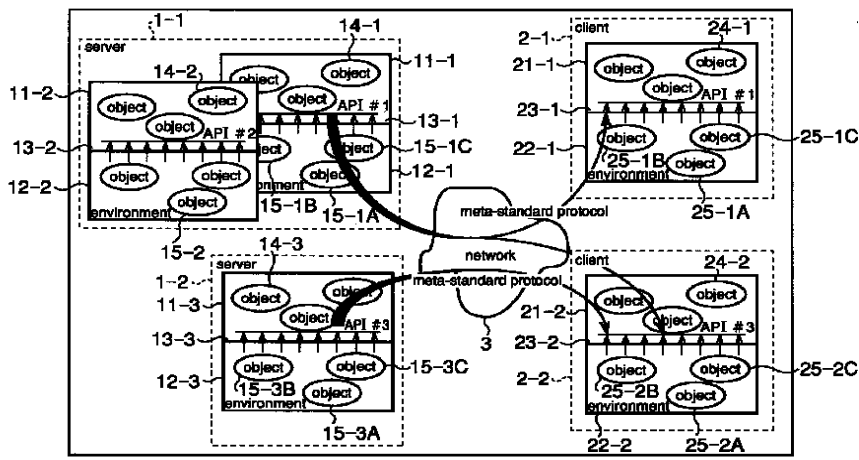 1-1
server
14-1
11-1
object
object
object
API #1
13-1
15-1C
object
object
12-1
object
environment
15-1B
15-1A
14-2
11-2
object
object
object
API #2
13-2
12-2
object
object
object
environment
15-2
24-1
2-1
client
21-1
object
object
object
API #1
23-1
25-1C
22-1
object
object
25-1B
object
environment
25-1A
meta-standard protocol
network
meta-standard protocol
3
14-3
server
1-2
11-3
object
object
object
API #3
13-3
15-3C
12-3
object
object
15-3B
object
environment
15-3A
client
24-2
21-2
object
object
object
API #3
23-2
25-2C
2-2
object
object
25-2B
object
environment
22-2
25-2A